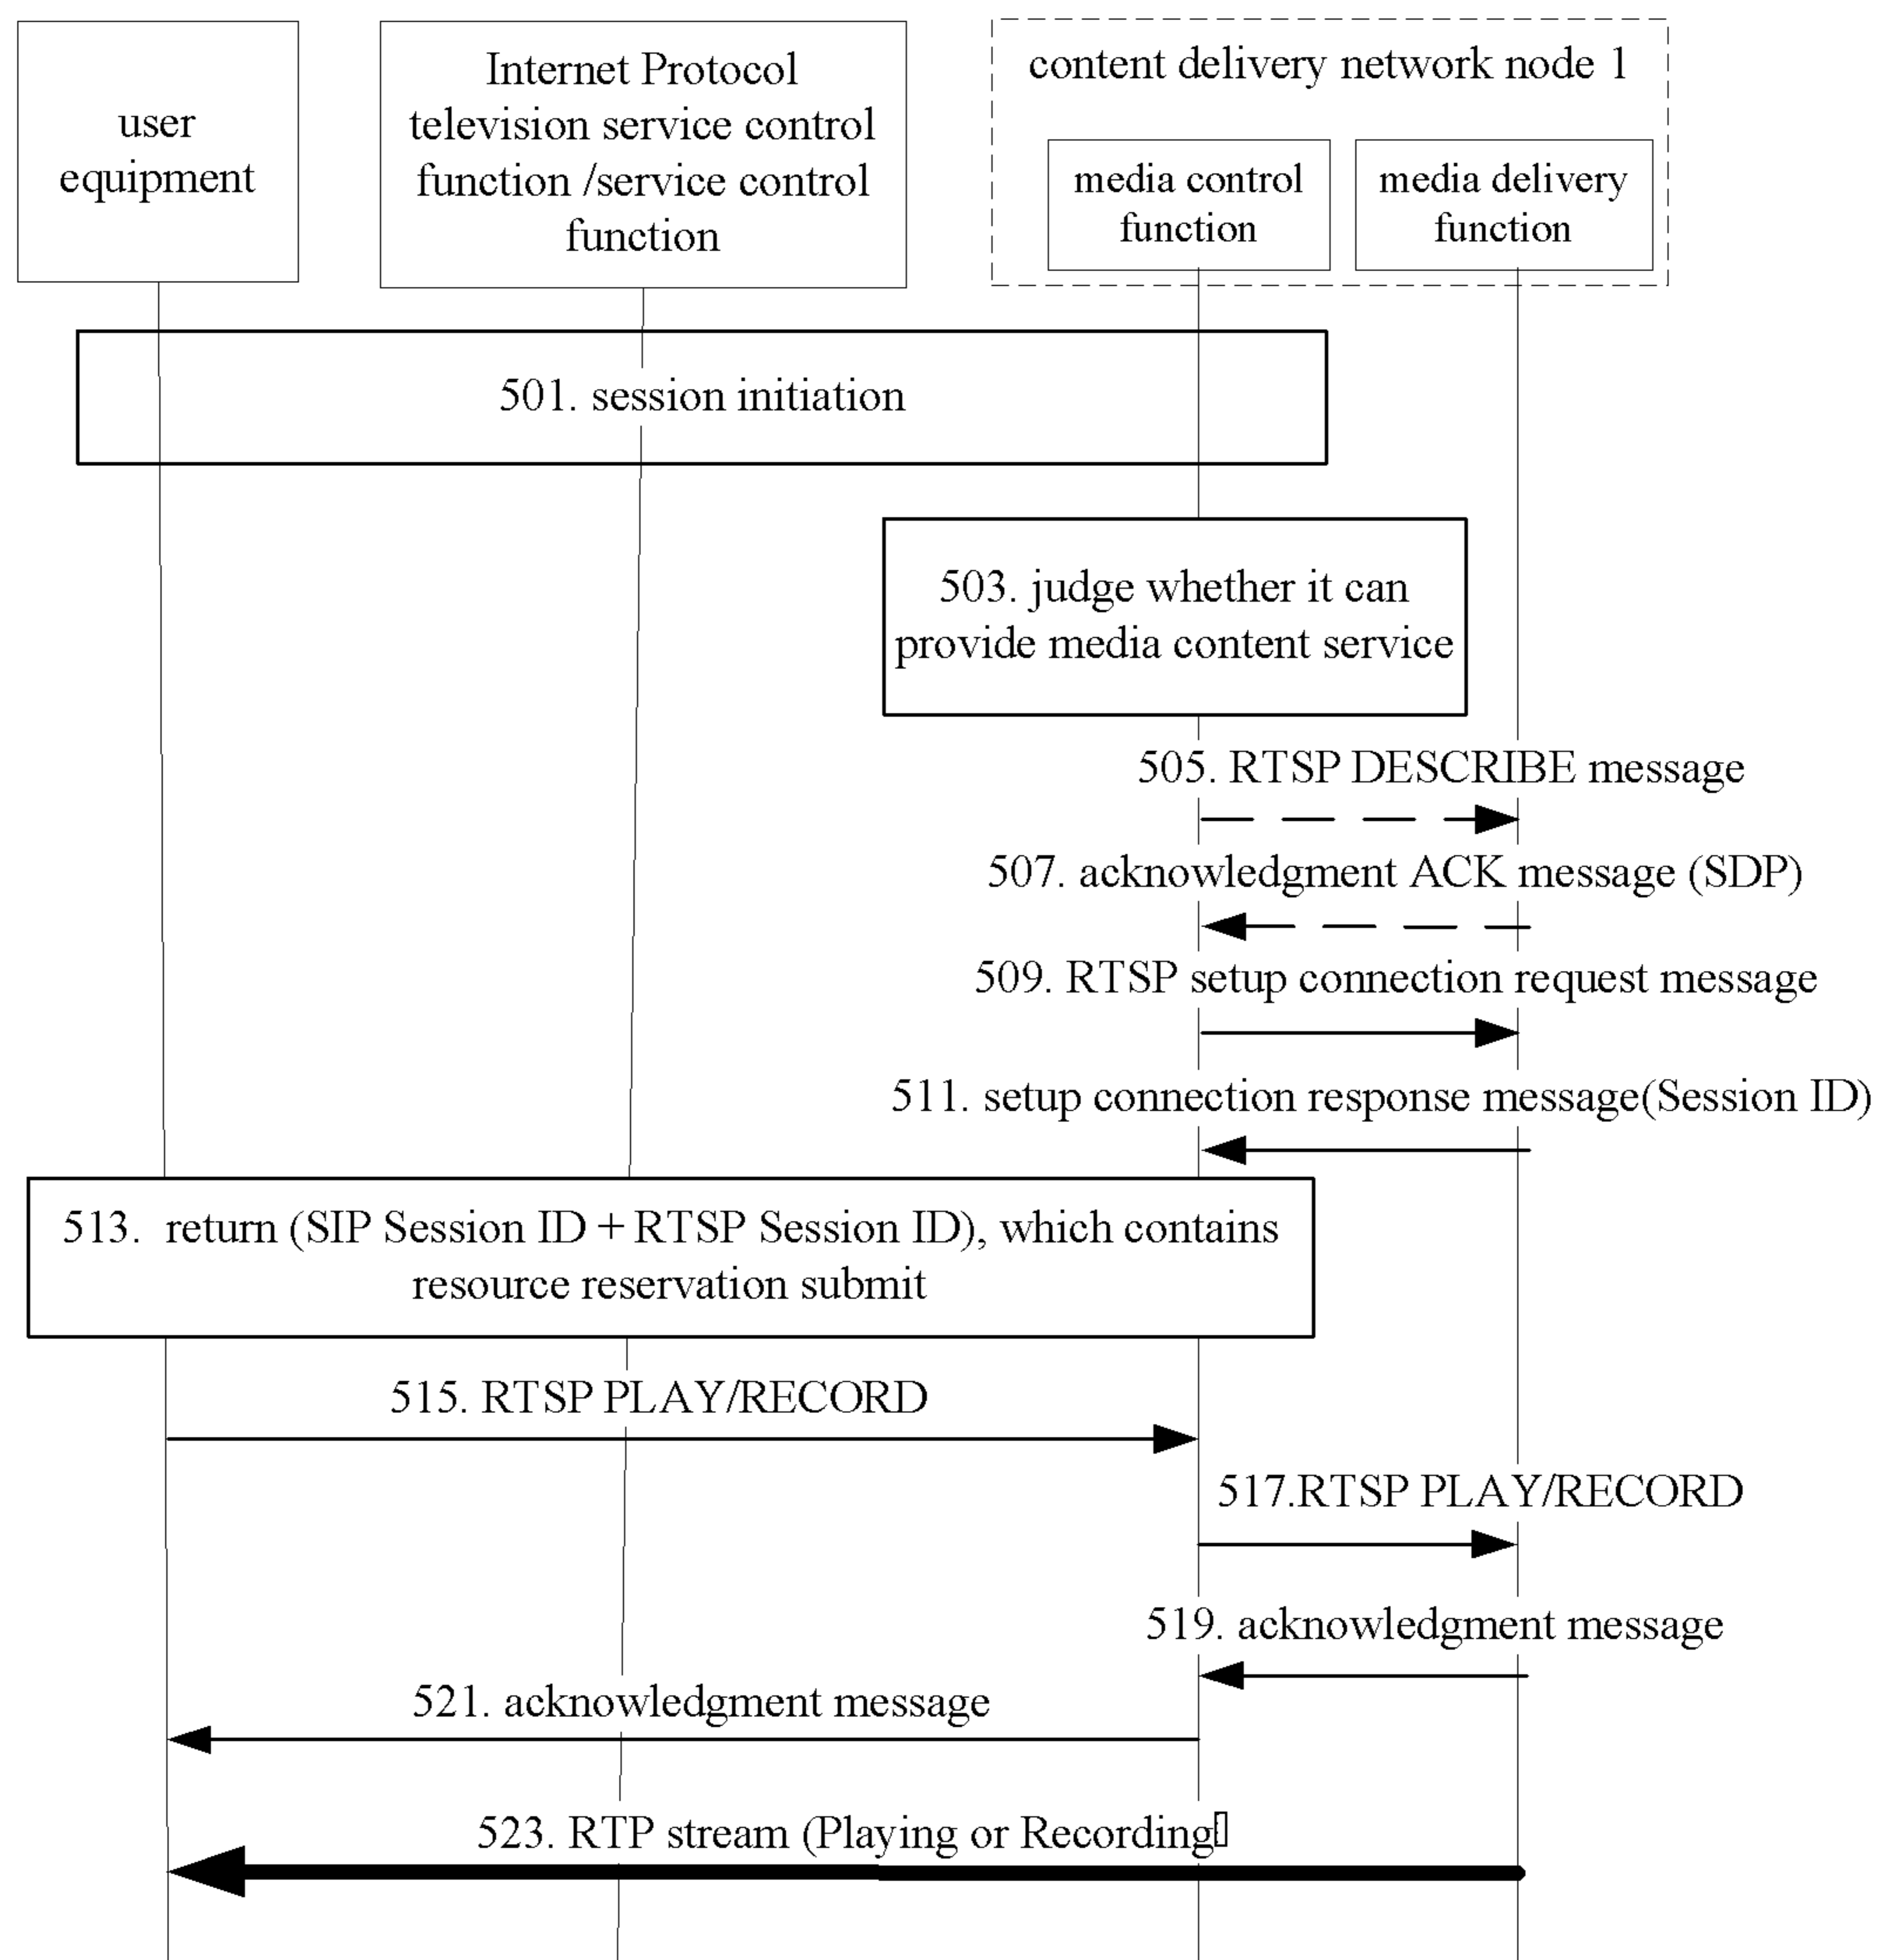 user
equipment
Internet Protocol
television service control
function /service control
function
content delivery network node 1
media control
function
media delivery
function
501. session initiation
503. judge whether it can
provide media content service
505. RTSP DESCRIBE message
507. acknowledgment ACK message (SDP)
509. RTSP setup connection request message
511. setup connection response message(Session ID)
513. return (SIP Session ID + RTSP Session ID), which contains
resource reservation submit
515. RTSP PLAY/RECORD
517.RTSP PLAY/RECORD
519. acknowledgment message
521. acknowledgment message
523. RTP stream (Playing or Recording